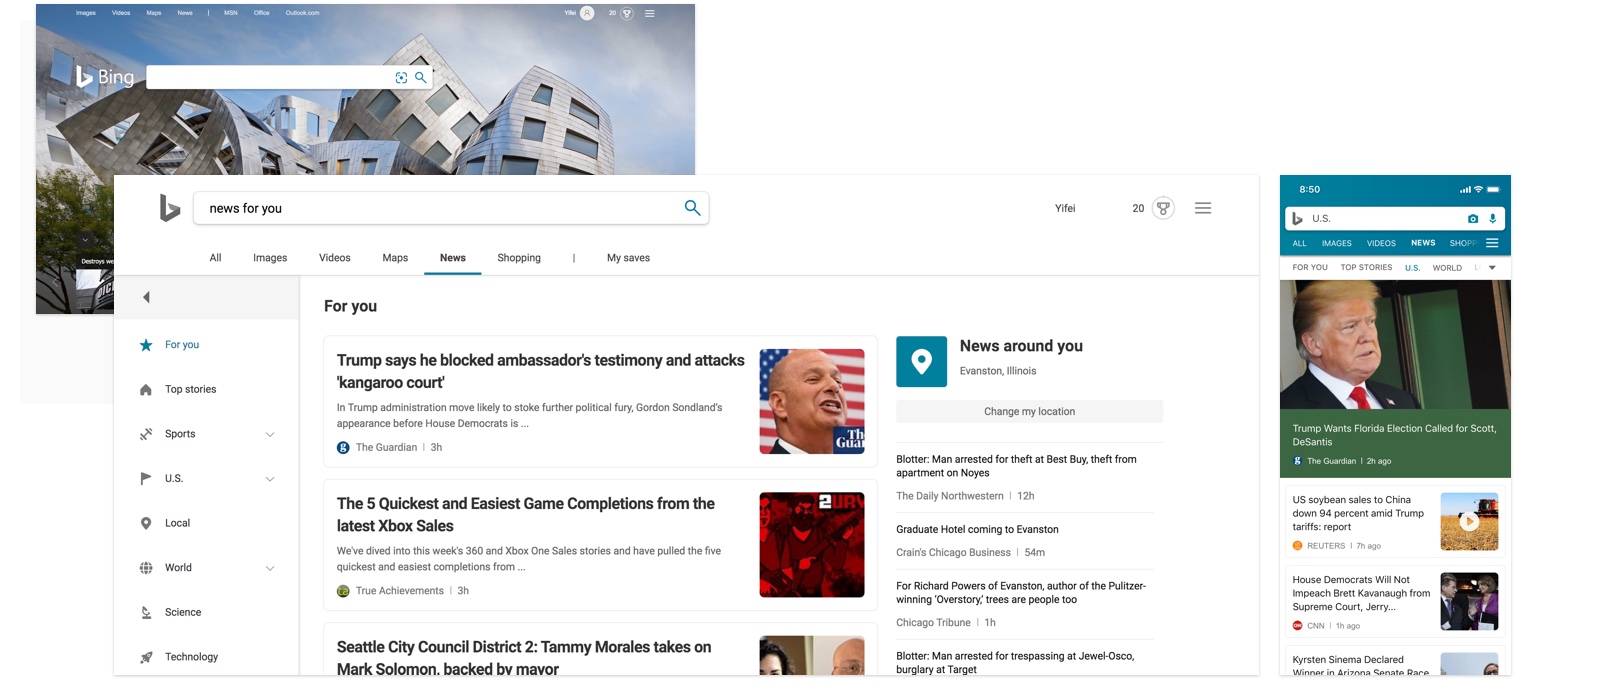 Images Videos Maps News | MSN Office Outlook.com
Yifei 20
Bing
Destroys we
news for you
Yifei 20
All Images Videos Maps News Shopping | My saves
For you
Top stories
Sports
U.S.
Local
World
Science
Technology
For you
Trump says he blocked ambassador's testimony and attacks
'kangaroo court'
In Trump administration move likely to stoke further political fury, Gordon Sondland's
appearance before House Democrats is ...
The Guardian | 3h
The 5 Quickest and Easiest Game Completions from the
latest Xbox Sales
We've dived into this week's 360 and Xbox One Sales stories and have pulled the five
quickest and easiest completions from ...
True Achievements | 3h
Seattle City Council District 2: Tammy Morales takes on
Mark Solomon, backed by mayor
News around you
Evanston, Illinois
Change my location
Blotter: Man arrested for theft at Best Buy, theft from
apartment on Noyes
The Daily Northwestern | 12h
Graduate Hotel coming to Evanston
Crain's Chicago Business | 54m
For Richard Powers of Evanston, author of the Pulitzer-
winning 'Overstory,' trees are people too
Chicago Tribune | 1h
Blotter: Man arrested for trespassing at Jewel-Osco,
burglary at Target
8:50
U.S.
ALL IMAGES VIDEOS NEWS SHOPP
FOR YOU TOP STORIES U.S. WORLD
Trump Wants Florida Election Called for Scott,
DeSantis
The Guardian | 2h ago
US soybean sales to China
down 94 percent amid Trump
tariffs: report
REUTERS | 7h ago
House Democrats Will Not
Impeach Brett Kavanaugh from
Supreme Court, Jerry...
CNN | 1h ago
Kyrsten Sinema Declared
Winner in Arizona Senate Race